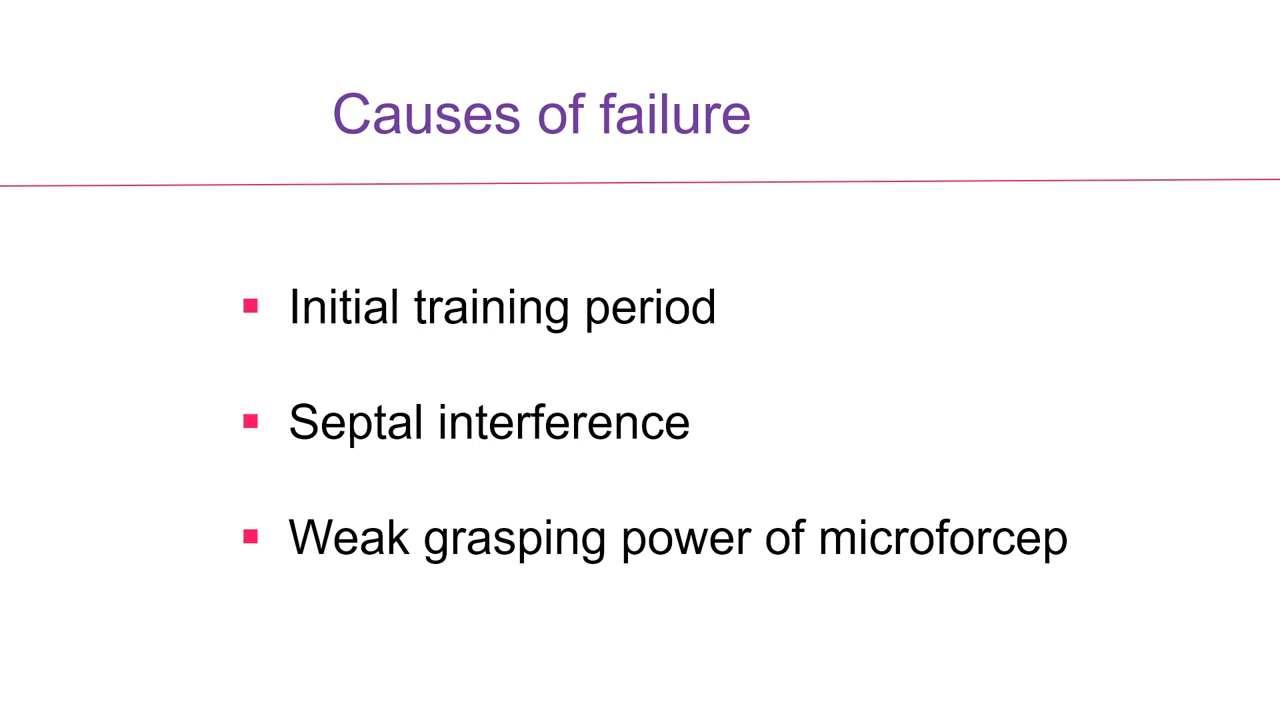 Causes of failure
▪ Initial training period
▪ Septal interference
▪ Weak grasping power of microforcep